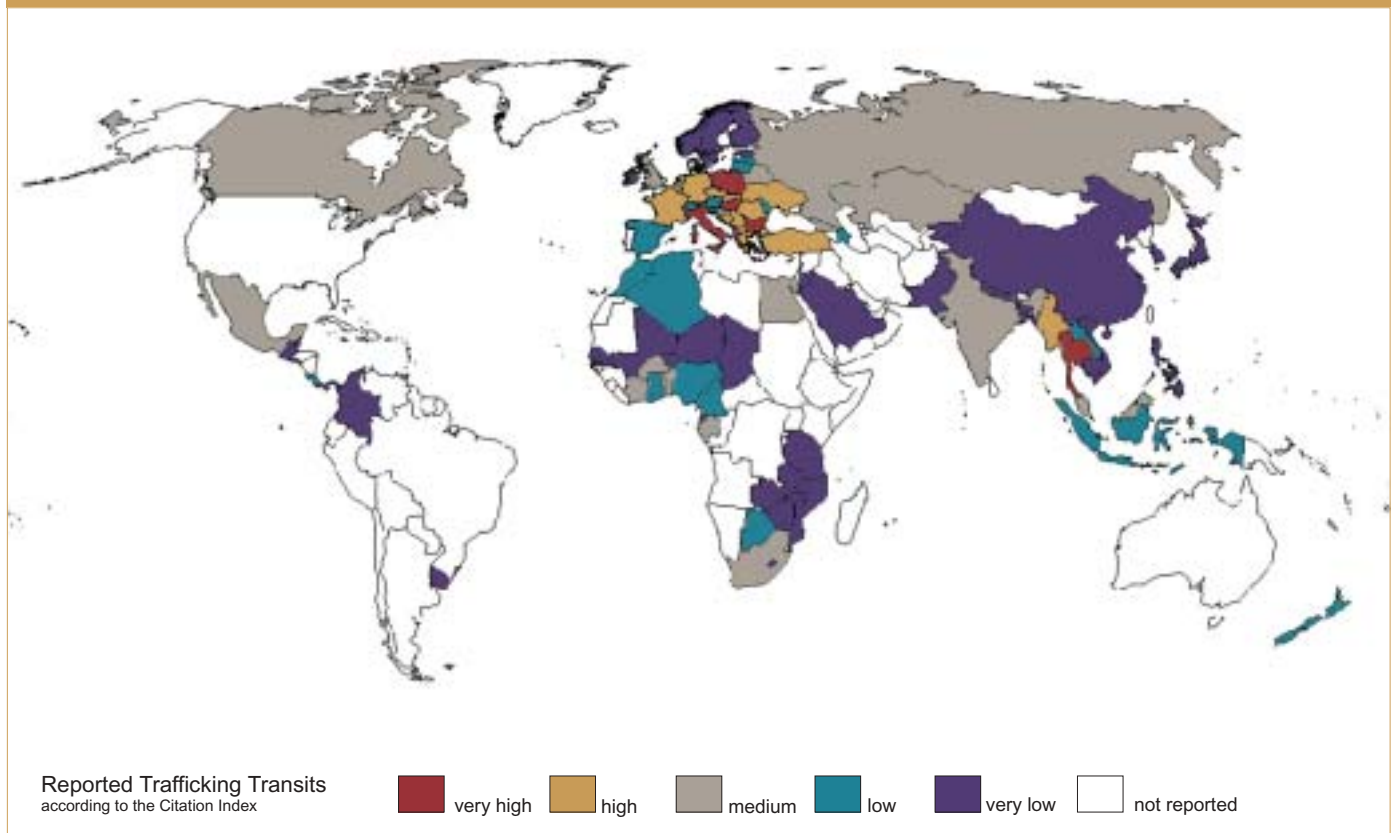 Reported Trafficking Transits
according to the Citation Index
very high
high
medium
low
very low
not reported